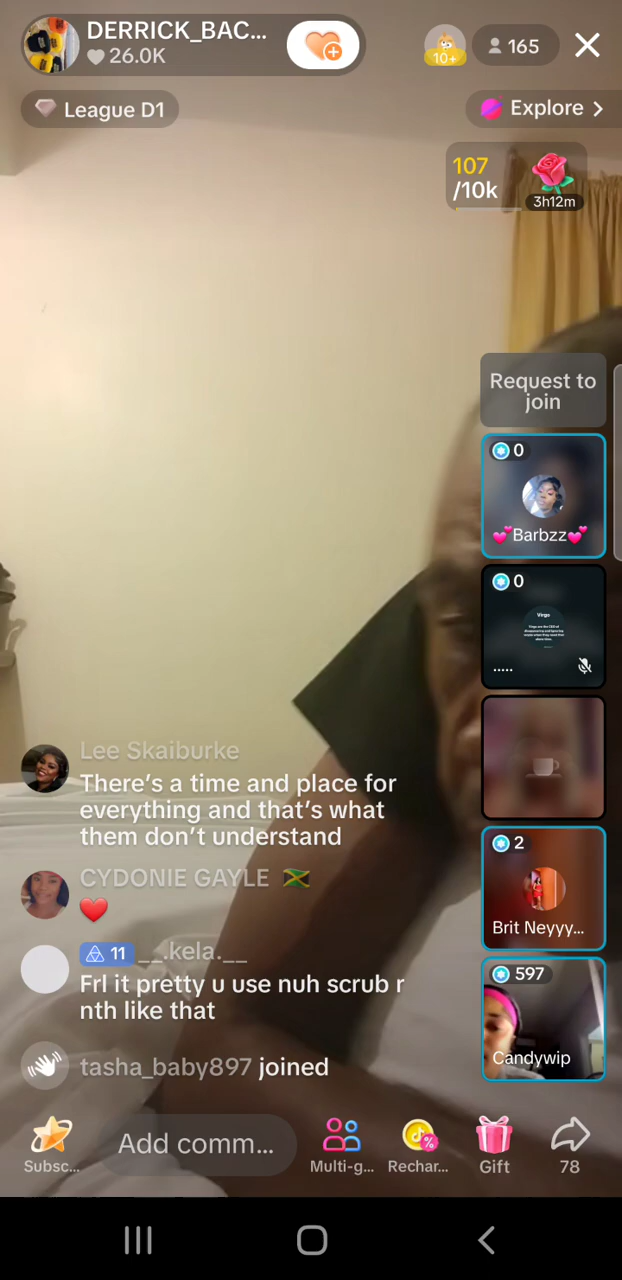 DERRICK_BAC...
26.0K
10+
165
League D1
Explore
107
/10k
3h12m
Request to
join
0
💕Barbzz💕
0
Virgo
.....
2
Brit Neyyy...
597
Candywip
Lee Skaiburke
There's a time and place for
everything and that's what
them don't understand
CYDONIE GAYLE 🇯🇲
❤️
11 __.kela.__
Frl it pretty u use nuh scrub r
nth like that
tasha_baby897 joined
Subsc...
Add comm...
Multi-g...
Rechar...
Gift
78